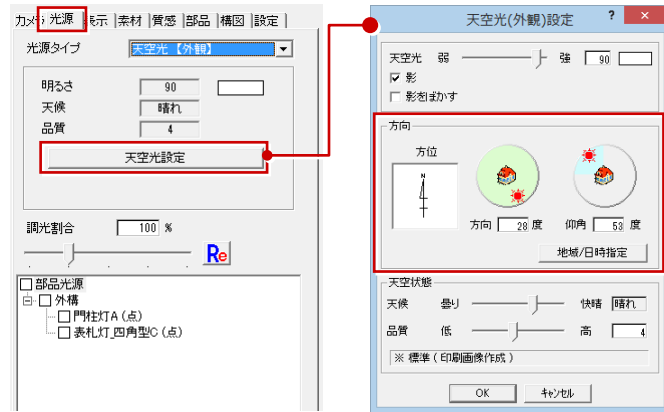 カメラ 光源 表示 | 素材 | 質感 | 部品 | 構図 | 設定 |
光源タイプ 天空光【外観】
明るさ 90
天候 晴れ
品質 4
天空光設定
調光割合 100 %
Re
部品光源
外構
門柱灯A (点)
表札灯_四角型C (点)
天空光(外観)設定 ? ×
天空光 弱 強 90
影
影をぼかす
方向
方位
N
方向 28 度 仰角 53 度
地域/日時指定
天空状態
天候 曇り 快晴 晴れ
品質 低 高 4
※ 標準 ( 印刷画像作成 )
OK キャンセル